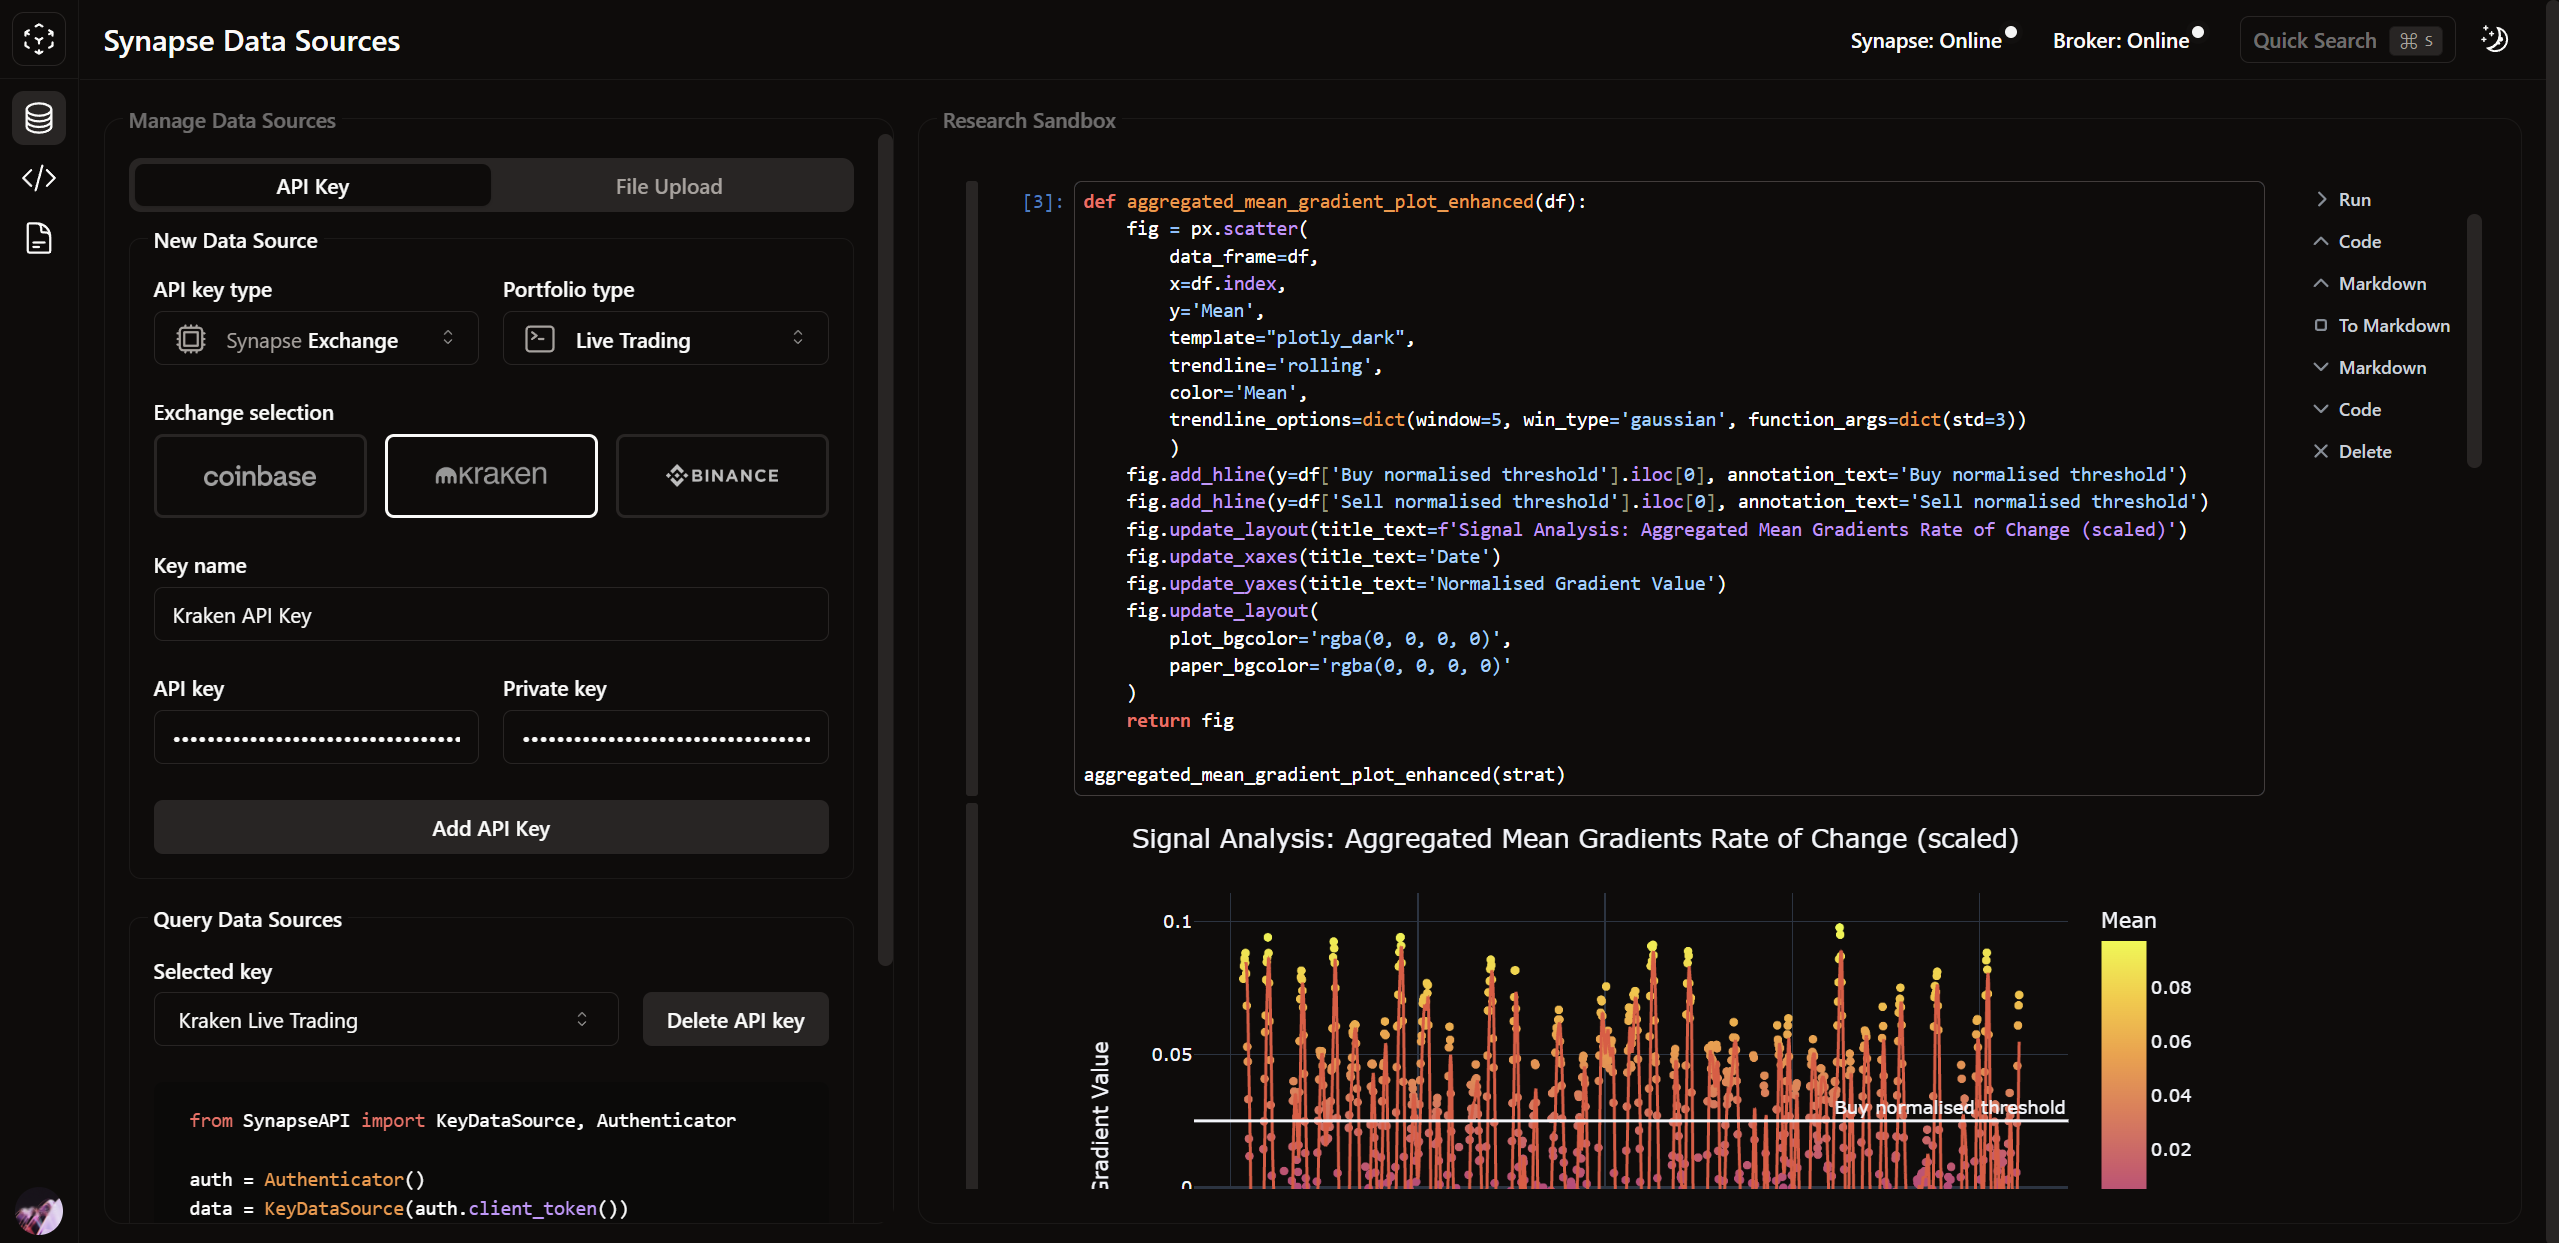 Synapse Data Sources
Synapse: Online
Broker: Online
Quick Search ⌘ S
Manage Data Sources
API Key
File Upload
New Data Source
API key type
Portfolio type
Synapse Exchange
Live Trading
Exchange selection
coinbase
mKraken
BINANCE
Key name
Kraken API Key
API key
Private key
Add API Key
Query Data Sources
Selected key
Kraken Live Trading
Delete API key
from SynapseAPI import KeyDataSource, Authenticator
auth = Authenticator()
data = KeyDataSource(auth.client_token())
Research Sandbox
[3]:
def aggregated_mean_gradient_plot_enhanced(df):
    fig = px.scatter(
        data_frame=df,
        x=df.index,
        y='Mean',
        template="plotly_dark",
        trendline='rolling',
        color='Mean',
        trendline_options=dict(window=5, win_type='gaussian', function_args=dict(std=3))
        )
    fig.add_hline(y=df['Buy normalised threshold'].iloc[0], annotation_text='Buy normalised threshold')
    fig.add_hline(y=df['Sell normalised threshold'].iloc[0], annotation_text='Sell normalised threshold')
    fig.update_layout(title_text=f'Signal Analysis: Aggregated Mean Gradients Rate of Change (scaled)')
    fig.update_xaxes(title_text='Date')
    fig.update_yaxes(title_text='Normalised Gradient Value')
    fig.update_layout(
        plot_bgcolor='rgba(0, 0, 0, 0)',
        paper_bgcolor='rgba(0, 0, 0, 0)'
    )
    return fig
aggregated_mean_gradient_plot_enhanced(strat)
Run
Code
Markdown
To Markdown
Markdown
Code
Delete
Signal Analysis: Aggregated Mean Gradients Rate of Change (scaled)
0.1
0.05
0
Gradient Value
Buy normalised threshold
Mean
0.08
0.06
0.04
0.02